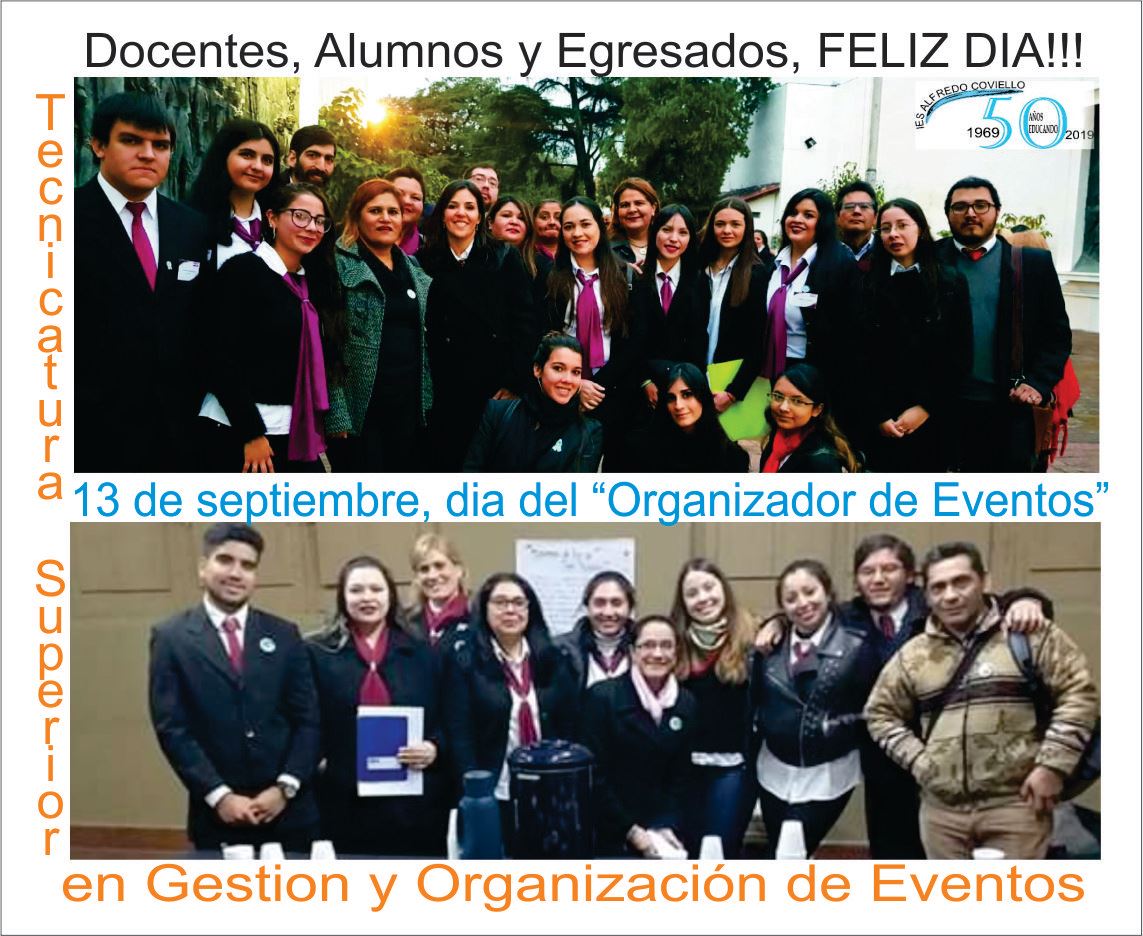 Docentes, Alumnos y Egresados, FELIZ DIA!!!
IES ALFREDO COVIELLO
50
AÑOS
EDUCANDO
1969
2019
Tecnicatura
13 de septiembre, dia del “Organizador de Eventos”
Superior
en Gestion y Organización de Eventos